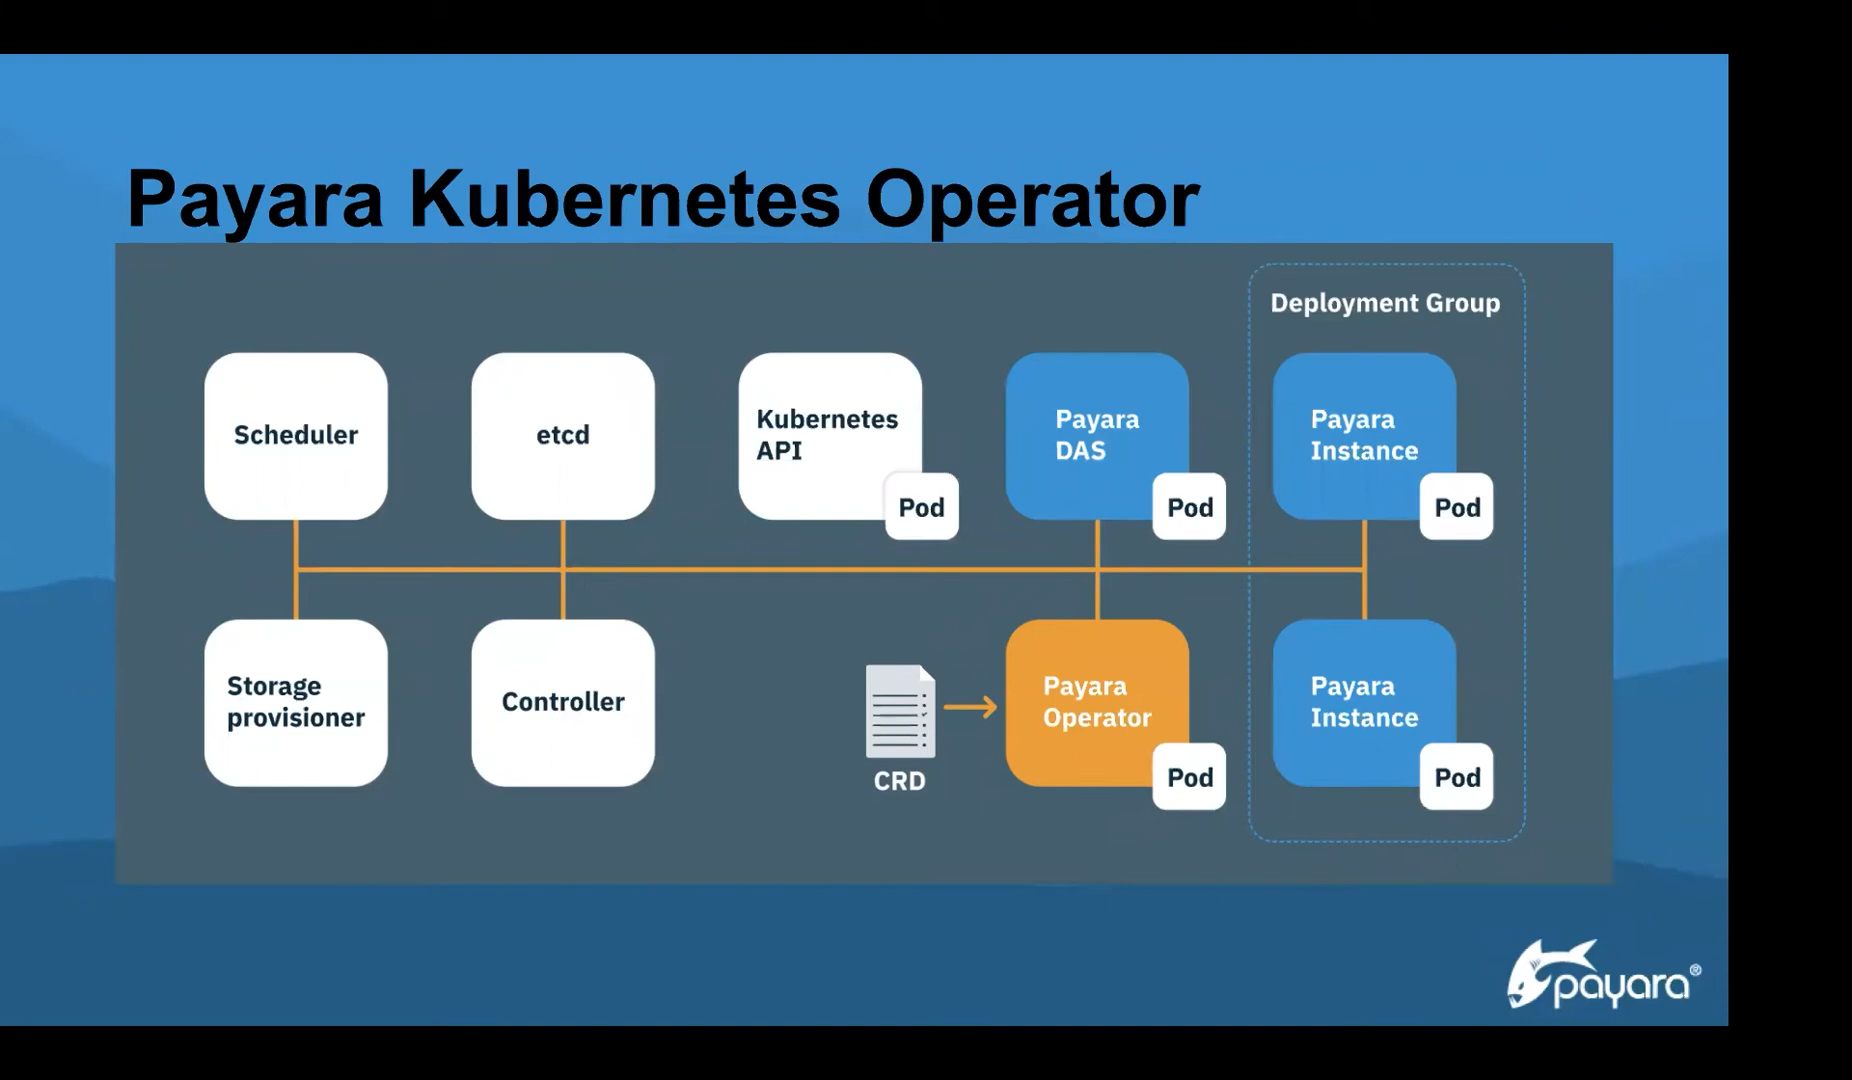 Payara Kubernetes Operator
Deployment Group
Scheduler
etcd
Kubernetes
API
Pod
Payara
DAS
Pod
Payara
Instance
Pod
Storage
provisioner
Controller
CRD
Payara
Operator
Pod
Payara
Instance
Pod
payara®